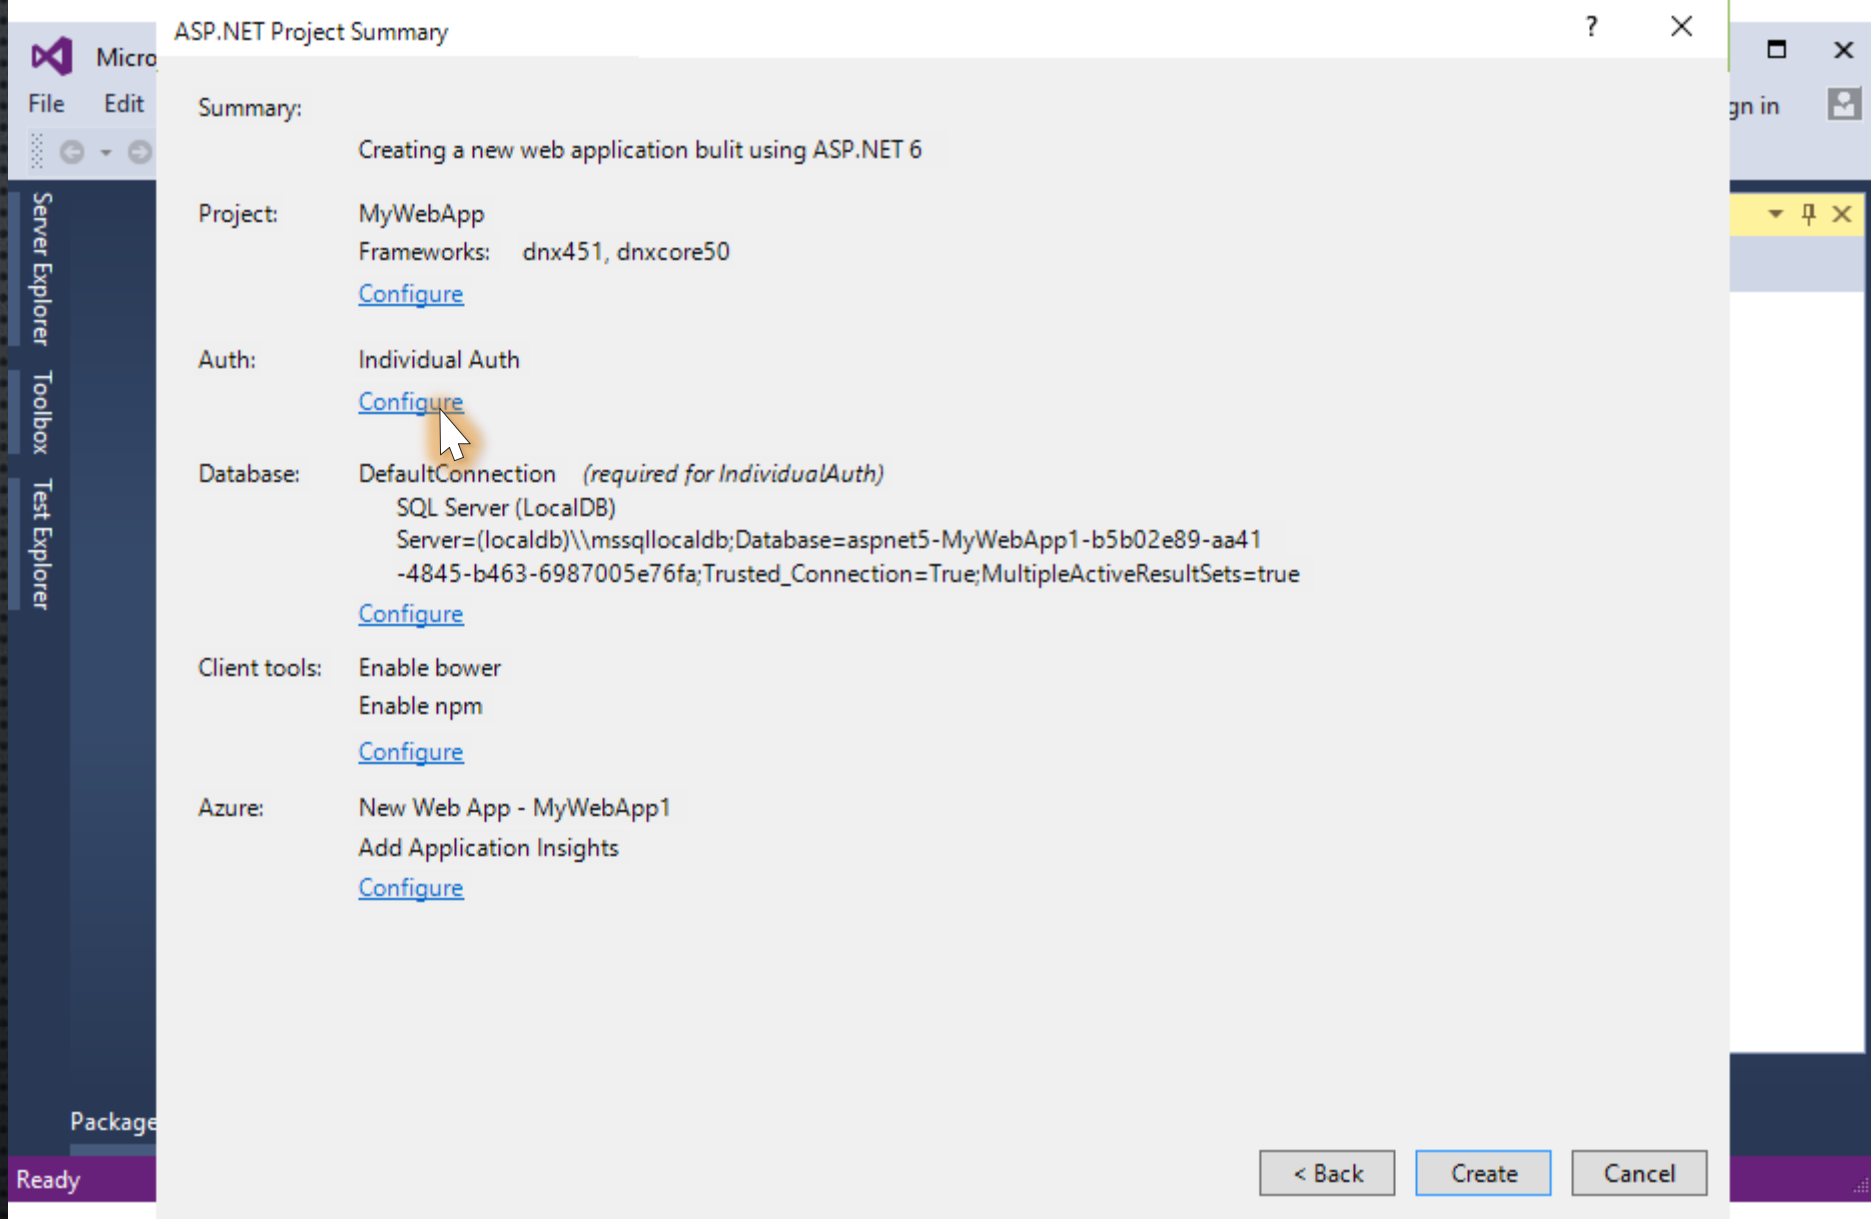 ASP.NET Project Summary
?
Micro
File Edit
gn in
Server Explorer
Toolbox
Test Explorer
Summary:
Creating a new web application bulit using ASP.NET 6
Project: MyWebApp
Frameworks: dnx451, dnxcore50
Configure
Auth: Individual Auth
Configure
Database: DefaultConnection (required for IndividualAuth)
SQL Server (LocalDB)
Server=(localdb)\\mssqllocaldb;Database=aspnet5-MyWebApp1-b5b02e89-aa41
-4845-b463-6987005e76fa;Trusted_Connection=True;MultipleActiveResultSets=true
Configure
Client tools: Enable bower
Enable npm
Configure
Azure: New Web App - MyWebApp1
Add Application Insights
Configure
Package
< Back Create Cancel
Ready